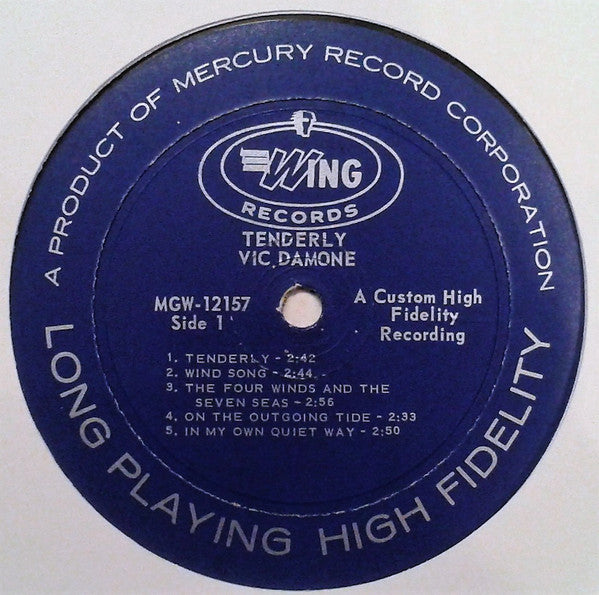 A PRODUCT OF MERCURY RECORD CORPORATION
WING
RECORDS
TENDERLY
VIC DAMONE
MGW-12157
Side 1
A Custom High
Fidelity
Recording
1. TENDERLY - 2:42
2. WIND SONG - 2:44
3. THE FOUR WINDS AND THE
SEVEN SEAS - 2:56
4. ON THE OUTGOING TIDE - 2:33
5. IN MY OWN QUIET WAY - 2:50
LONG PLAYING HIGH FIDELITY